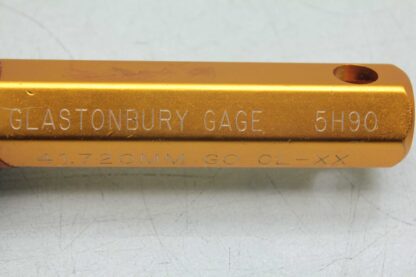 GLASTONBURY GAGE 5H90
41.720MM GO CL-XX